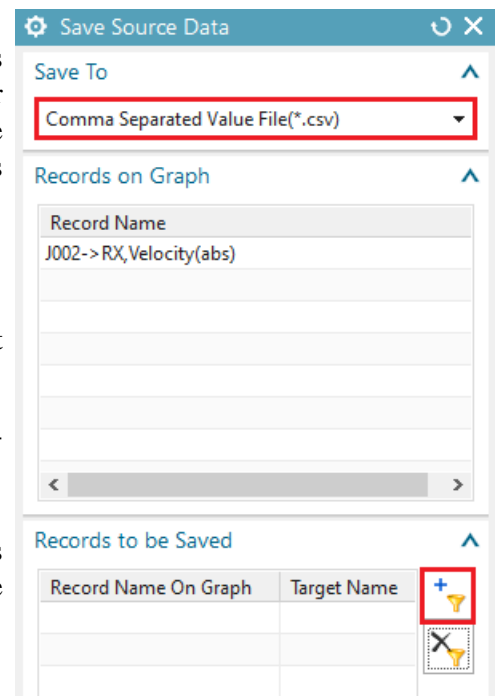 Save Source Data
Save To
Comma Separated Value File(*.csv)
Records on Graph
Record Name
J002->RX,Velocity(abs)
Records to be Saved
Record Name On Graph Target Name